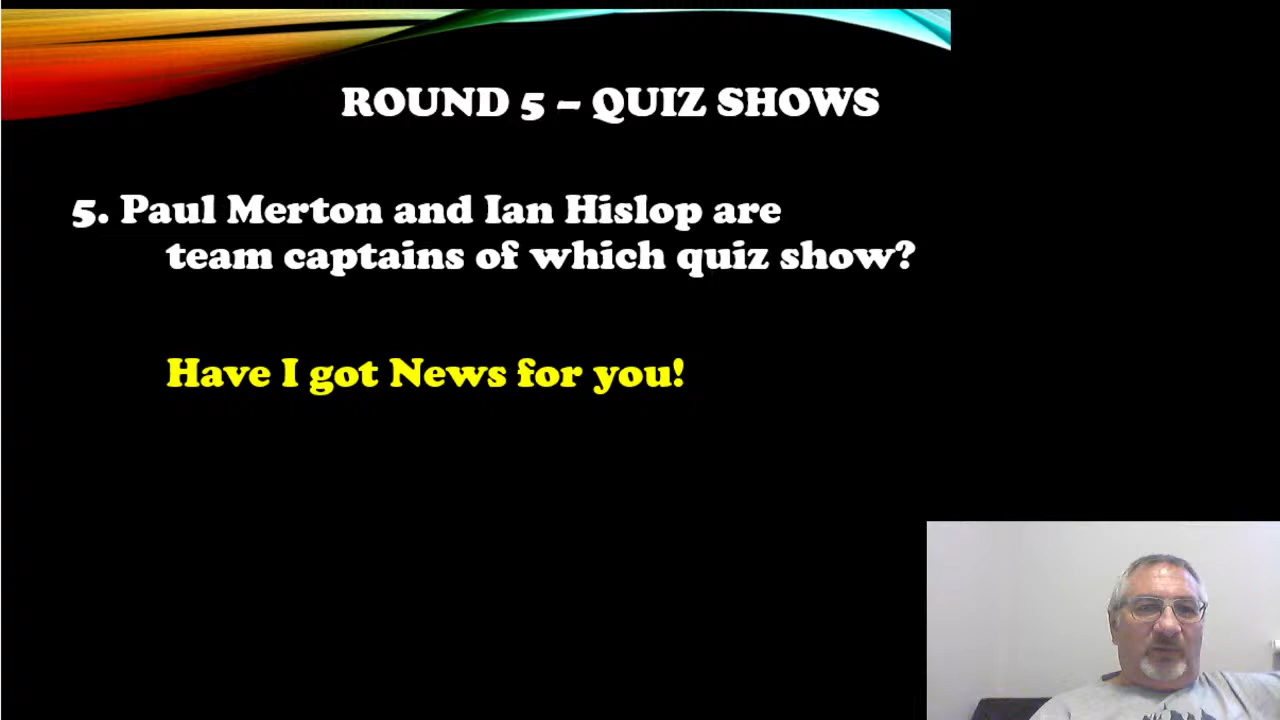 ROUND 5 – QUIZ SHOWS
5. Paul Merton and Ian Hislop are
team captains of which quiz show?
Have I got News for you!